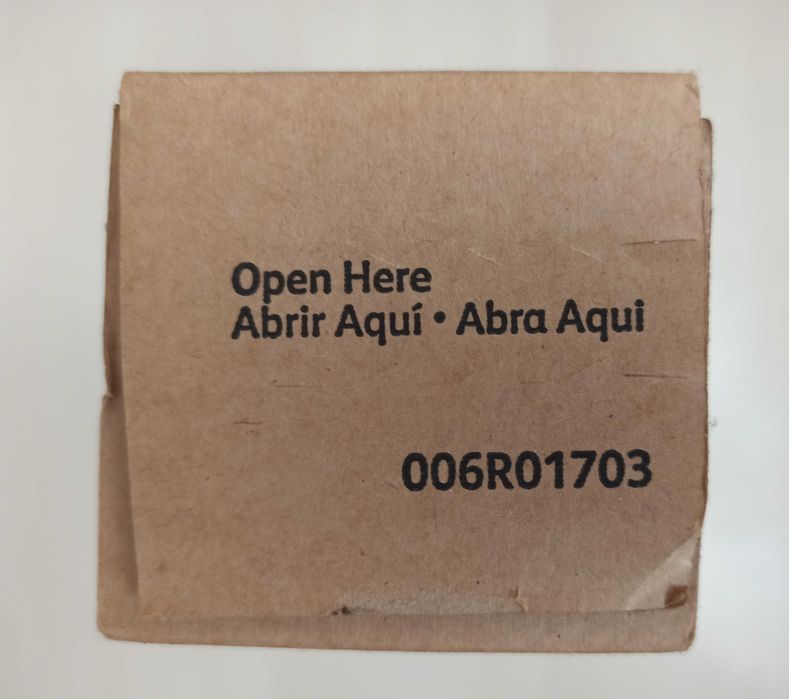 Open Here
Abrir Aquí • Abra Aqui
006R01703